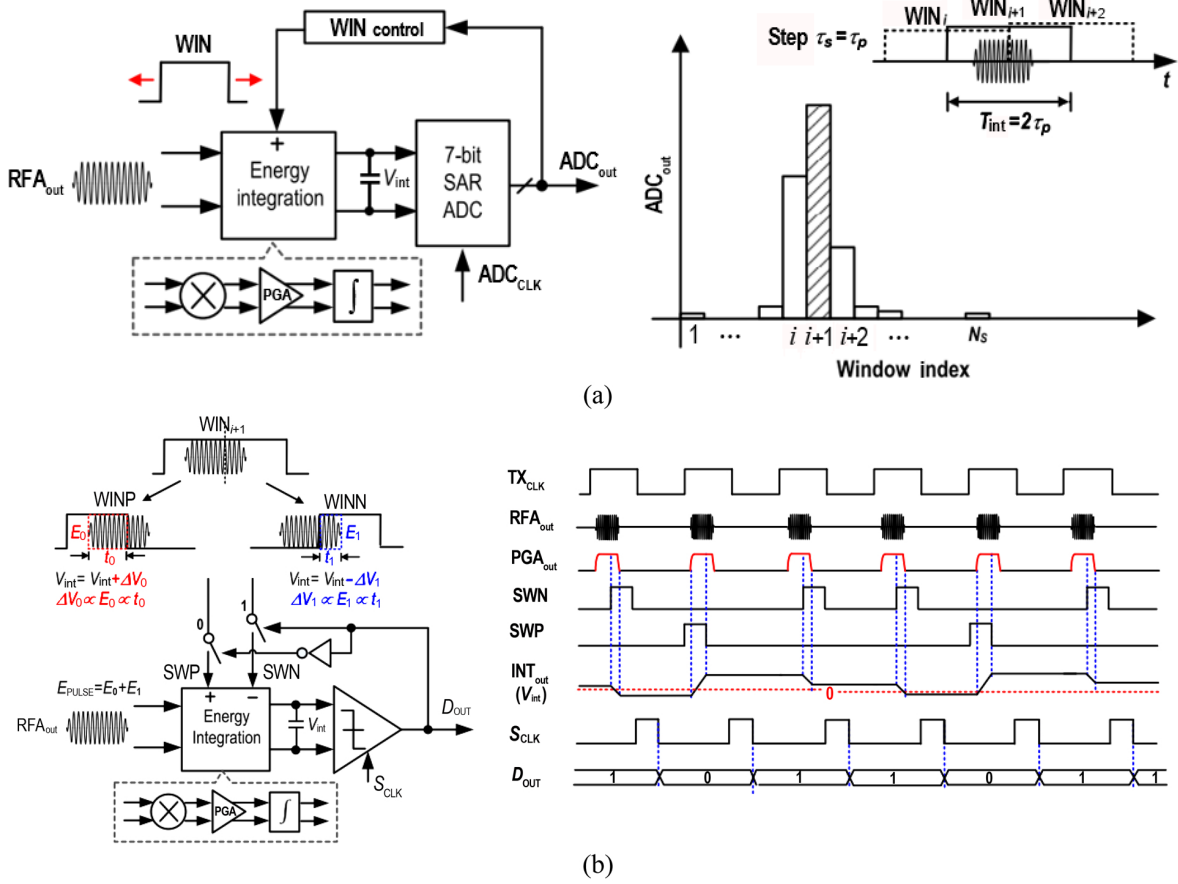 WIN control
WIN
RFAout
+
Energy integration
Vint
7-bit SAR ADC
ADCout
ADCCLK
PGA
∫
WINi WINi+1 WINi+2
Step τs=τp
t
Tint=2τp
ADCout
1 ... i i+1 i+2 ... NS
Window index
(a)
WINi+1
WINP WINN
E0 E1
t0 t1
Vint= Vint+ΔV0
ΔV0∝E0∝t0
Vint= Vint-ΔV1
ΔV1∝E1∝t1
0 1
SWP SWN
EPULSE=E0+E1
RFAout
+ −
Energy Integration
Vint
DOUT
SCLK
PGA
∫
TXCLK
RFAout
PGAout
SWN
SWP
INTout
(Vint)
0
SCLK
DOUT
1 0 1 1 0 1 1
(b)